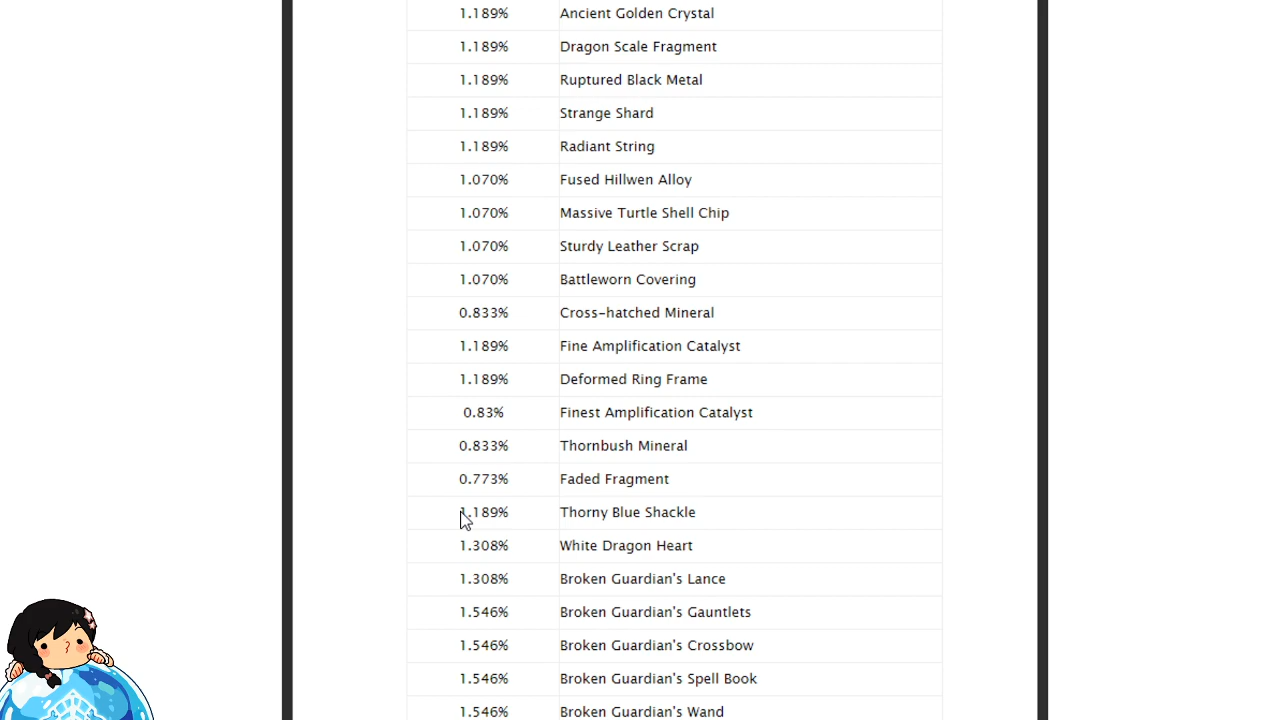 1.189% Ancient Golden Crystal
1.189% Dragon Scale Fragment
1.189% Ruptured Black Metal
1.189% Strange Shard
1.189% Radiant String
1.070% Fused Hillwen Alloy
1.070% Massive Turtle Shell Chip
1.070% Sturdy Leather Scrap
1.070% Battleworn Covering
0.833% Cross-hatched Mineral
1.189% Fine Amplification Catalyst
1.189% Deformed Ring Frame
0.83% Finest Amplification Catalyst
0.833% Thornbush Mineral
0.773% Faded Fragment
1.189% Thorny Blue Shackle
1.308% White Dragon Heart
1.308% Broken Guardian's Lance
1.546% Broken Guardian's Gauntlets
1.546% Broken Guardian's Crossbow
1.546% Broken Guardian's Spell Book
1.546% Broken Guardian's Wand